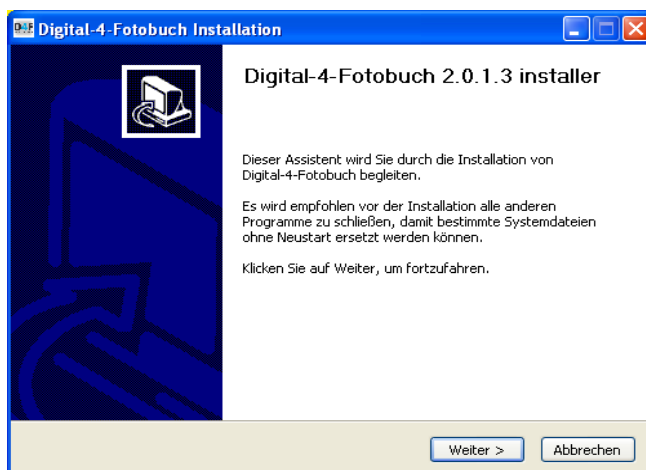 D4F Digital-4-Fotobuch Installation
Digital-4-Fotobuch 2.0.1.3 installer
Dieser Assistent wird Sie durch die Installation von
Digital-4-Fotobuch begleiten.
Es wird empfohlen vor der Installation alle anderen
Programme zu schließen, damit bestimmte Systemdateien
ohne Neustart ersetzt werden können.
Klicken Sie auf Weiter, um fortzufahren.
Weiter > Abbrechen